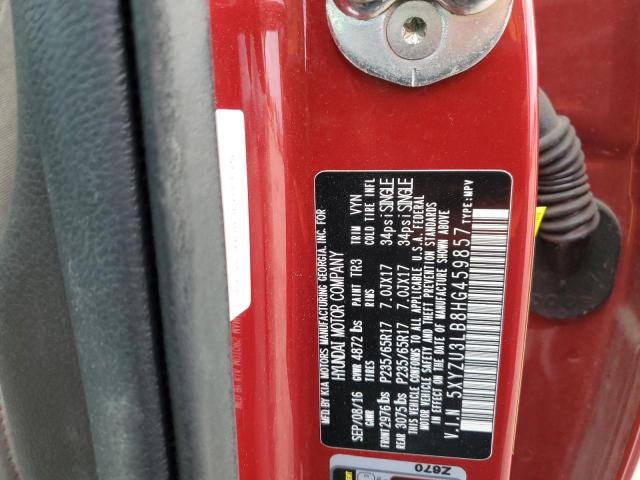 MFD BY KIA MOTORS MANUFACTURING GEORGIA, INC. FOR
HYUNDAI MOTOR COMPANY
SEP/08/16 GVWR 4872 lbs PAINT TR3 TRIM VYN
GAWR TIRES RIMS COLD TIRE INFL
FRONT 2976 lbs P235/65R17 7.0JX17 34psi SINGLE
REAR 3075 lbs P235/65R17 7.0JX17 34psi SINGLE
THIS VEHICLE CONFORMS TO ALL APPLICABLE U.S.A. FEDERAL
MOTOR VEHICLE SAFETY AND THEFT PREVENTION STANDARDS
IN EFFECT ON THE DATE OF MANUFACTURE SHOWN ABOVE
V.I.N 5XYZU3LB8HG459857 TYPE:MPV
Z670